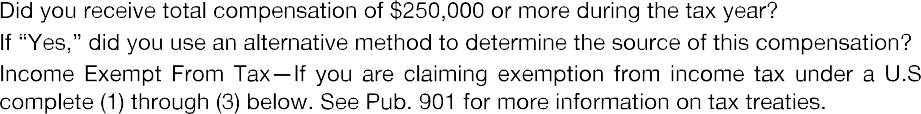 Did you receive total compensation of $250,000 or more during the tax year?
If “Yes,” did you use an alternative method to determine the source of this compensation?
Income Exempt From Tax—If you are claiming exemption from income tax under a U.S
complete (1) through (3) below. See Pub. 901 for more information on tax treaties.